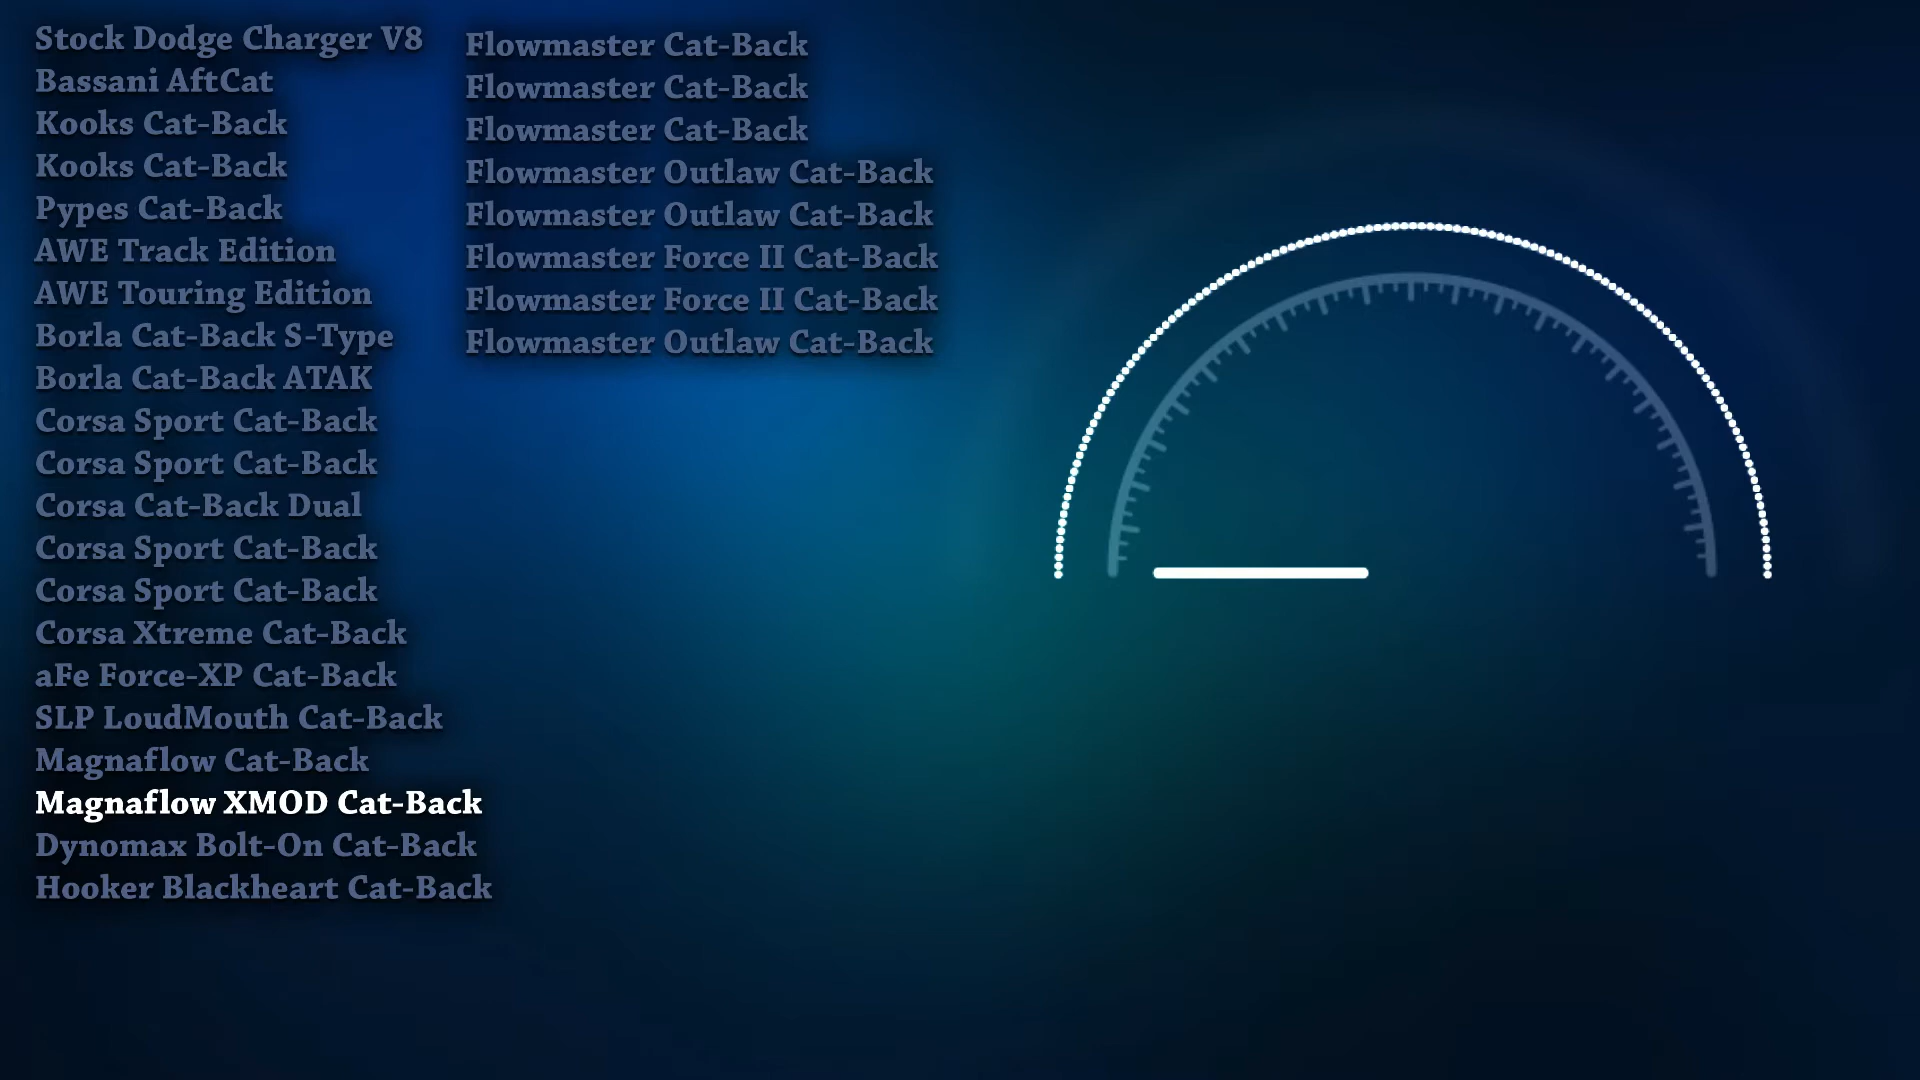 Stock Dodge Charger V8
Bassani AftCat
Kooks Cat-Back
Kooks Cat-Back
Pypes Cat-Back
AWE Track Edition
AWE Touring Edition
Borla Cat-Back S-Type
Borla Cat-Back ATAK
Corsa Sport Cat-Back
Corsa Sport Cat-Back
Corsa Cat-Back Dual
Corsa Sport Cat-Back
Corsa Sport Cat-Back
Corsa Xtreme Cat-Back
aFe Force-XP Cat-Back
SLP LoudMouth Cat-Back
Magnaflow Cat-Back
Magnaflow XMOD Cat-Back
Dynomax Bolt-On Cat-Back
Hooker Blackheart Cat-Back
Flowmaster Cat-Back
Flowmaster Cat-Back
Flowmaster Cat-Back
Flowmaster Outlaw Cat-Back
Flowmaster Outlaw Cat-Back
Flowmaster Force II Cat-Back
Flowmaster Force II Cat-Back
Flowmaster Outlaw Cat-Back